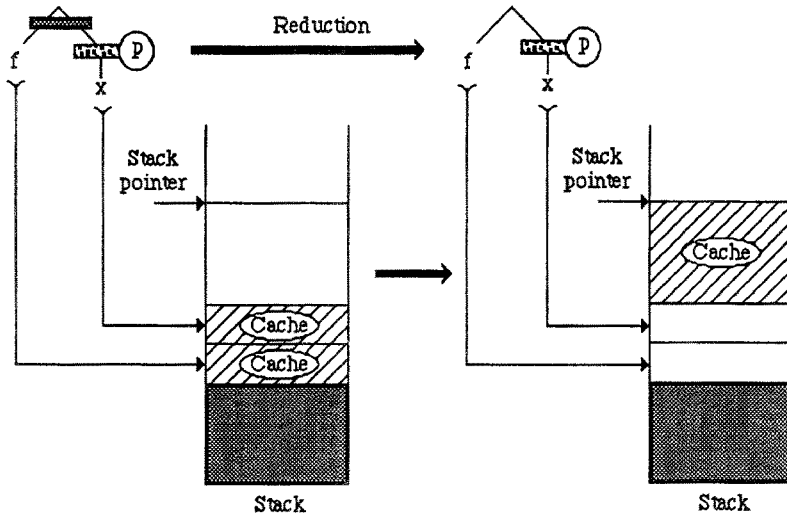 Reduction
P
f
x
P
f
x
Stack
pointer
Stack
pointer
Cache
Cache
Cache
Stack
Stack